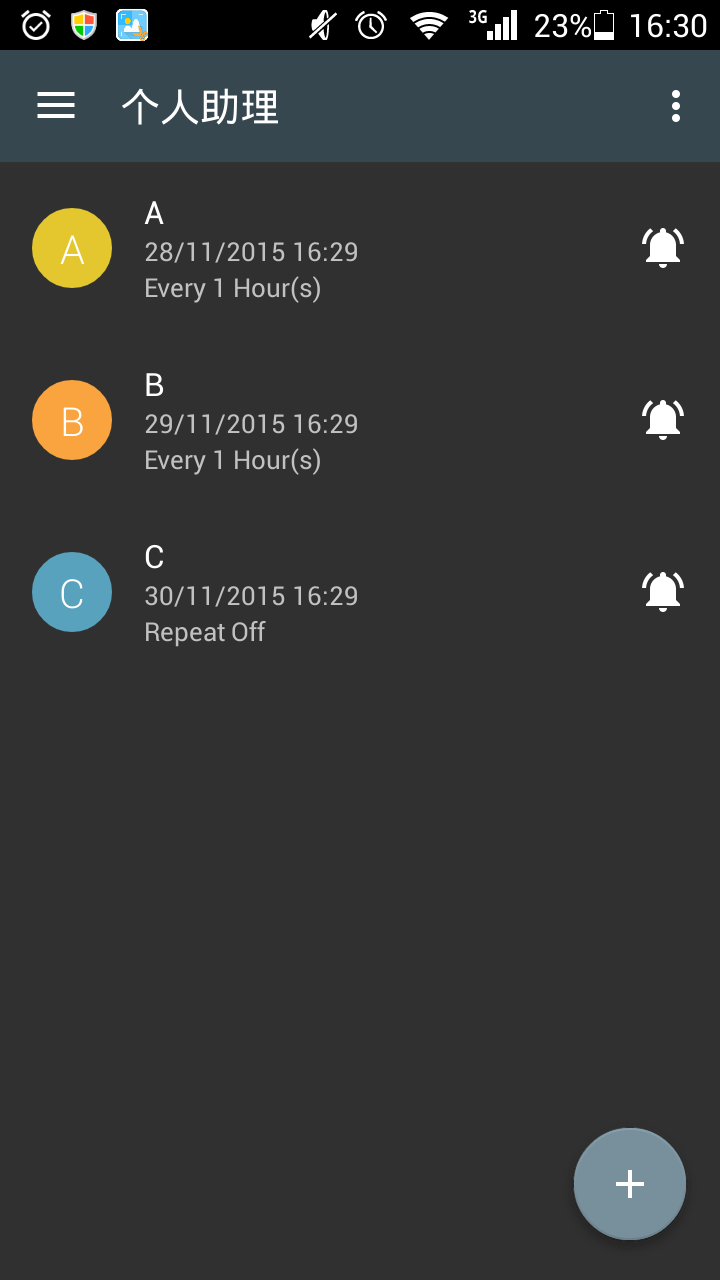 3G 23% 16:30
个人助理
A
A
28/11/2015 16:29
Every 1 Hour(s)
B
B
29/11/2015 16:29
Every 1 Hour(s)
C
C
30/11/2015 16:29
Repeat Off
+